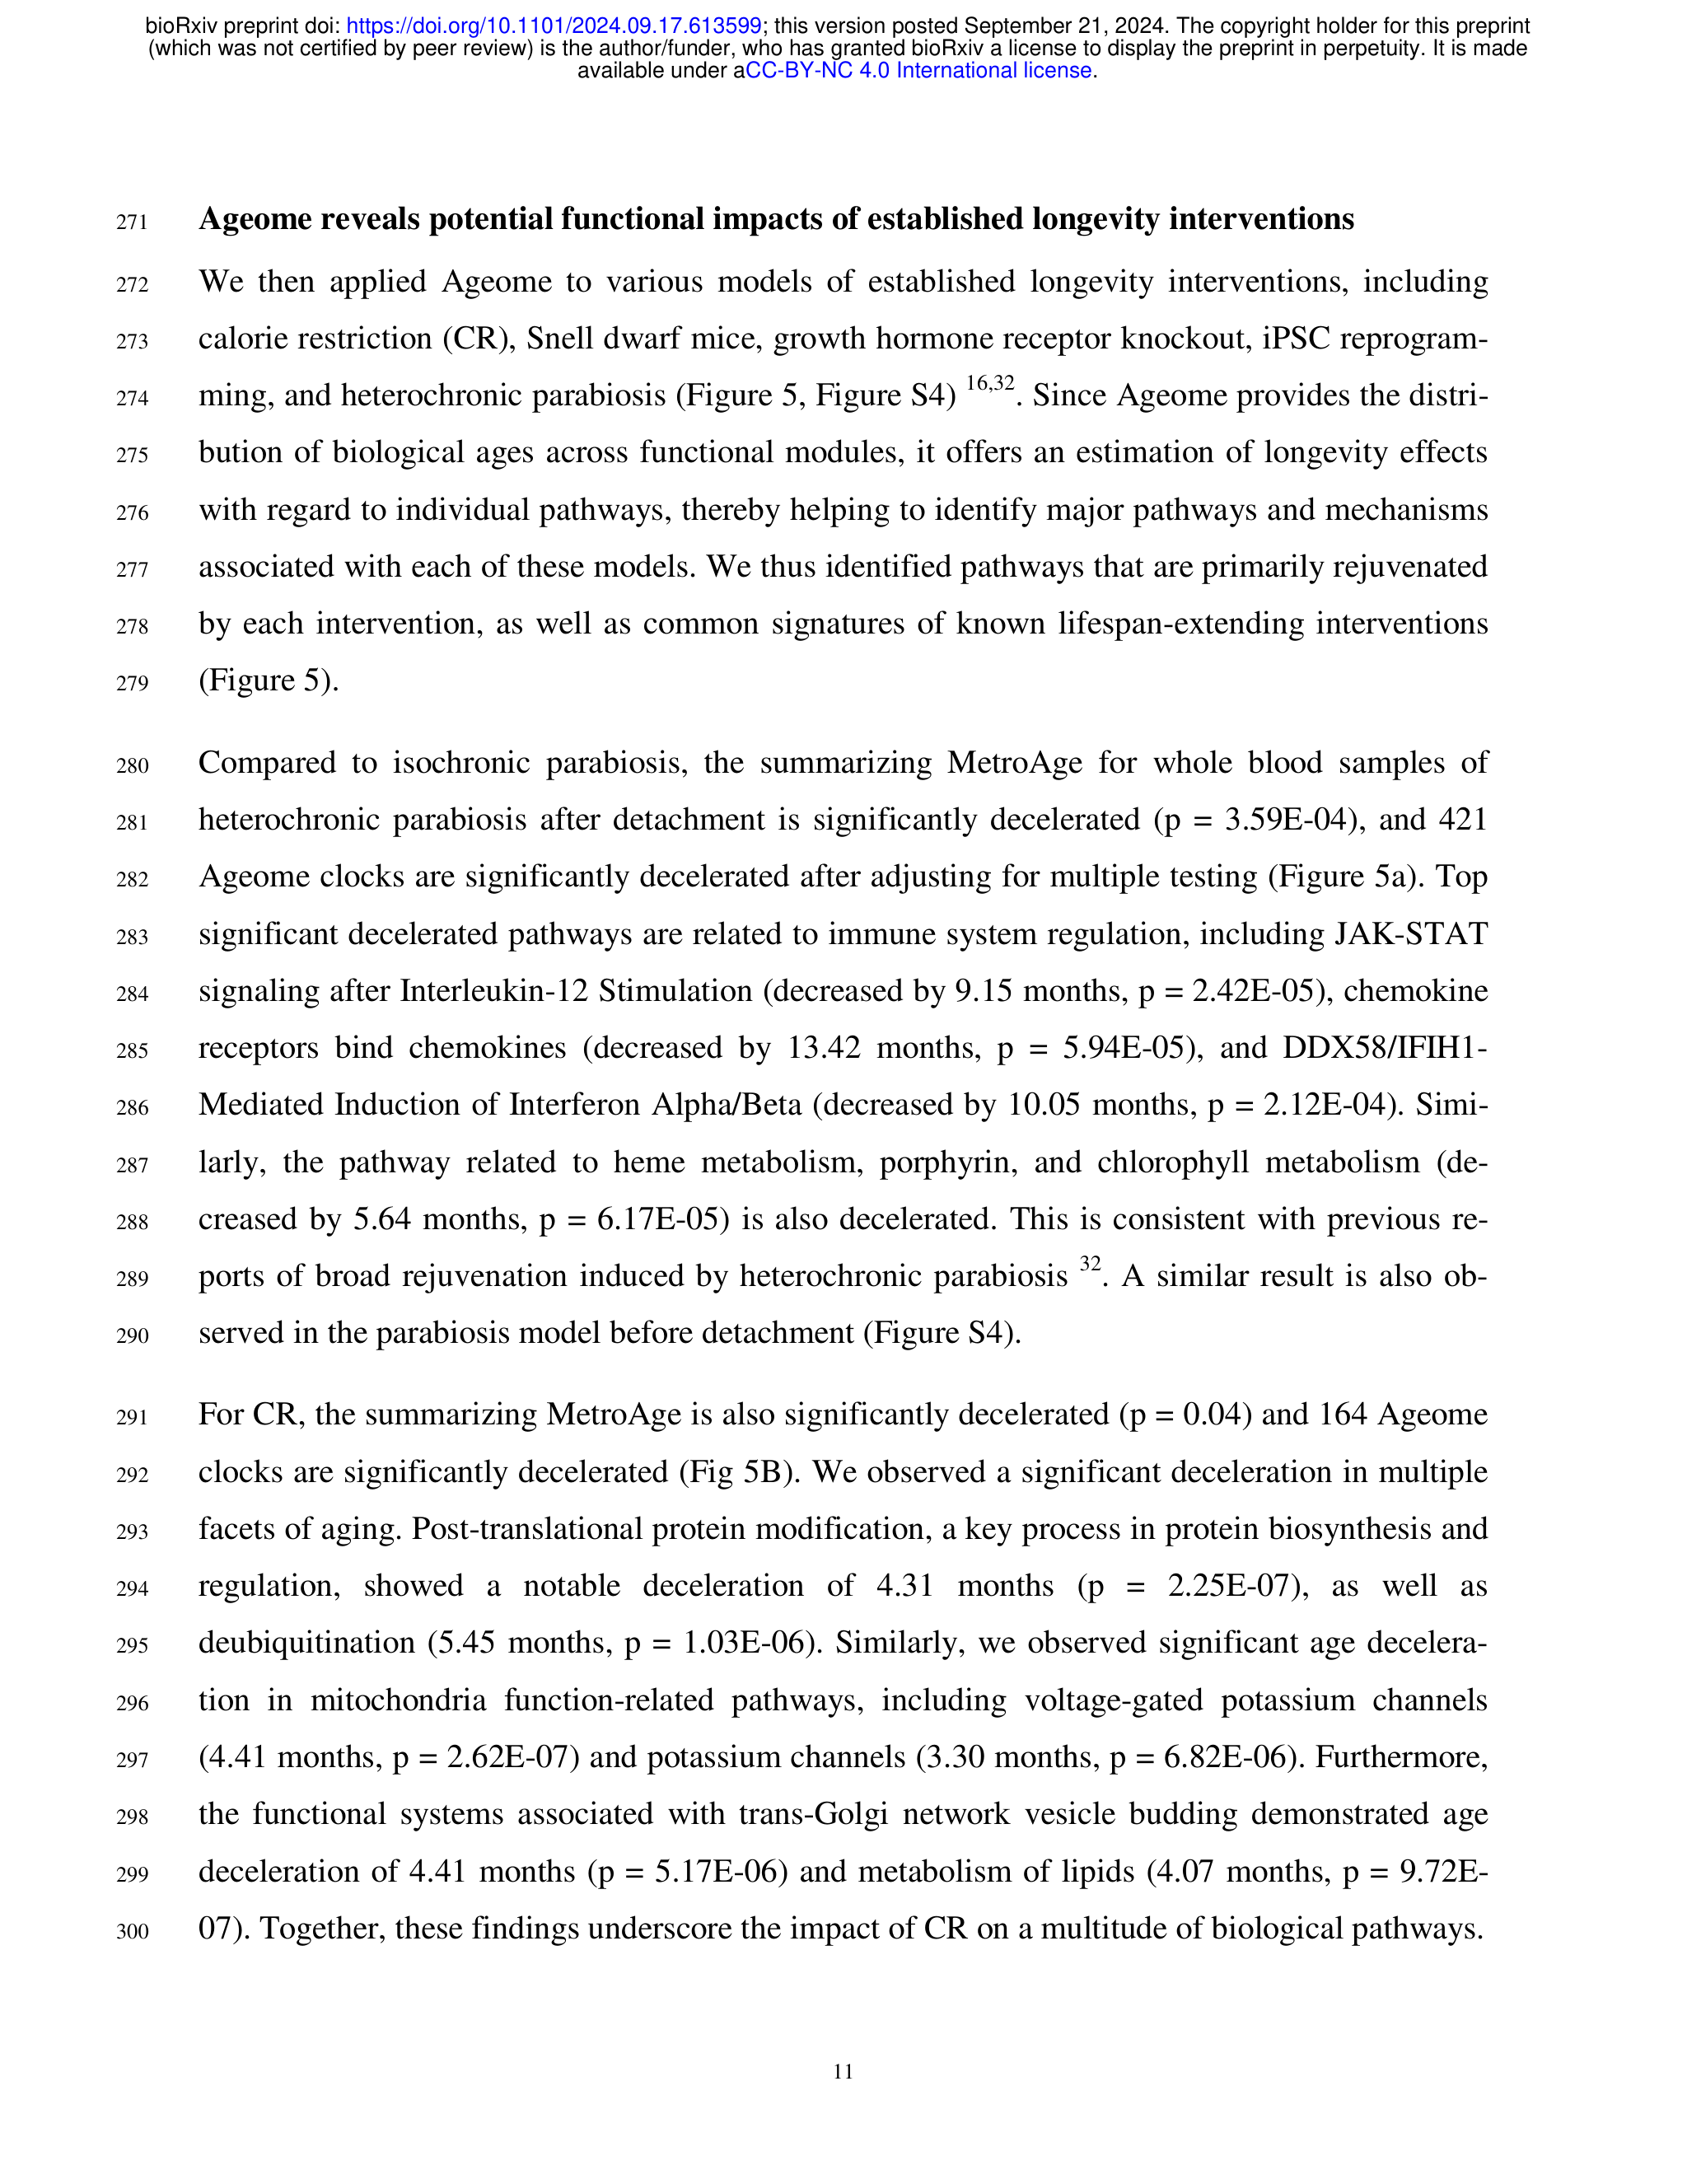 bioRxiv preprint doi: https://doi.org/10.1101/2024.09.17.613599; this version posted September 21, 2024. The copyright holder for this preprint
(which was not certified by peer review) is the author/funder, who has granted bioRxiv a license to display the preprint in perpetuity. It is made
available under aCC-BY-NC 4.0 International license.
271 Ageome reveals potential functional impacts of established longevity interventions
272 We then applied Ageome to various models of established longevity interventions, including
273 calorie restriction (CR), Snell dwarf mice, growth hormone receptor knockout, iPSC reprogram-
274 ming, and heterochronic parabiosis (Figure 5, Figure S4) 16,32. Since Ageome provides the distri-
275 bution of biological ages across functional modules, it offers an estimation of longevity effects
276 with regard to individual pathways, thereby helping to identify major pathways and mechanisms
277 associated with each of these models. We thus identified pathways that are primarily rejuvenated
278 by each intervention, as well as common signatures of known lifespan-extending interventions
279 (Figure 5).
280 Compared to isochronic parabiosis, the summarizing MetroAge for whole blood samples of
281 heterochronic parabiosis after detachment is significantly decelerated (p = 3.59E-04), and 421
282 Ageome clocks are significantly decelerated after adjusting for multiple testing (Figure 5a). Top
283 significant decelerated pathways are related to immune system regulation, including JAK-STAT
284 signaling after Interleukin-12 Stimulation (decreased by 9.15 months, p = 2.42E-05), chemokine
285 receptors bind chemokines (decreased by 13.42 months, p = 5.94E-05), and DDX58/IFIH1-
286 Mediated Induction of Interferon Alpha/Beta (decreased by 10.05 months, p = 2.12E-04). Simi-
287 larly, the pathway related to heme metabolism, porphyrin, and chlorophyll metabolism (de-
288 creased by 5.64 months, p = 6.17E-05) is also decelerated. This is consistent with previous re-
289 ports of broad rejuvenation induced by heterochronic parabiosis 32. A similar result is also ob-
290 served in the parabiosis model before detachment (Figure S4).
291 For CR, the summarizing MetroAge is also significantly decelerated (p = 0.04) and 164 Ageome
292 clocks are significantly decelerated (Fig 5B). We observed a significant deceleration in multiple
293 facets of aging. Post-translational protein modification, a key process in protein biosynthesis and
294 regulation, showed a notable deceleration of 4.31 months (p = 2.25E-07), as well as
295 deubiquitination (5.45 months, p = 1.03E-06). Similarly, we observed significant age decelera-
296 tion in mitochondria function-related pathways, including voltage-gated potassium channels
297 (4.41 months, p = 2.62E-07) and potassium channels (3.30 months, p = 6.82E-06). Furthermore,
298 the functional systems associated with trans-Golgi network vesicle budding demonstrated age
299 deceleration of 4.41 months (p = 5.17E-06) and metabolism of lipids (4.07 months, p = 9.72E-
300 07). Together, these findings underscore the impact of CR on a multitude of biological pathways.
11